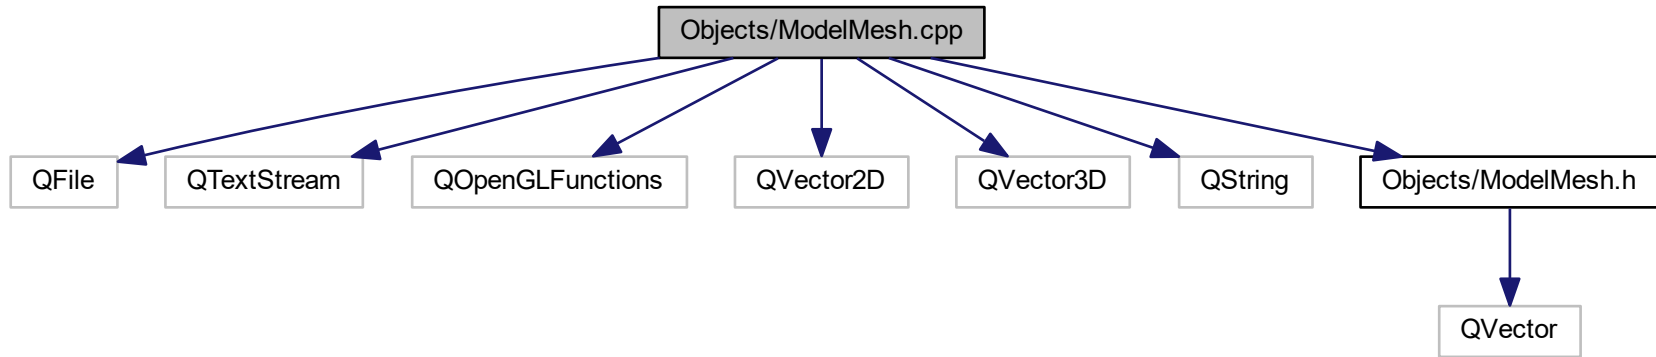 Objects/ModelMesh.cpp
QFile
QTextStream
QOpenGLFunctions
QVector2D
QVector3D
QString
Objects/ModelMesh.h
QVector